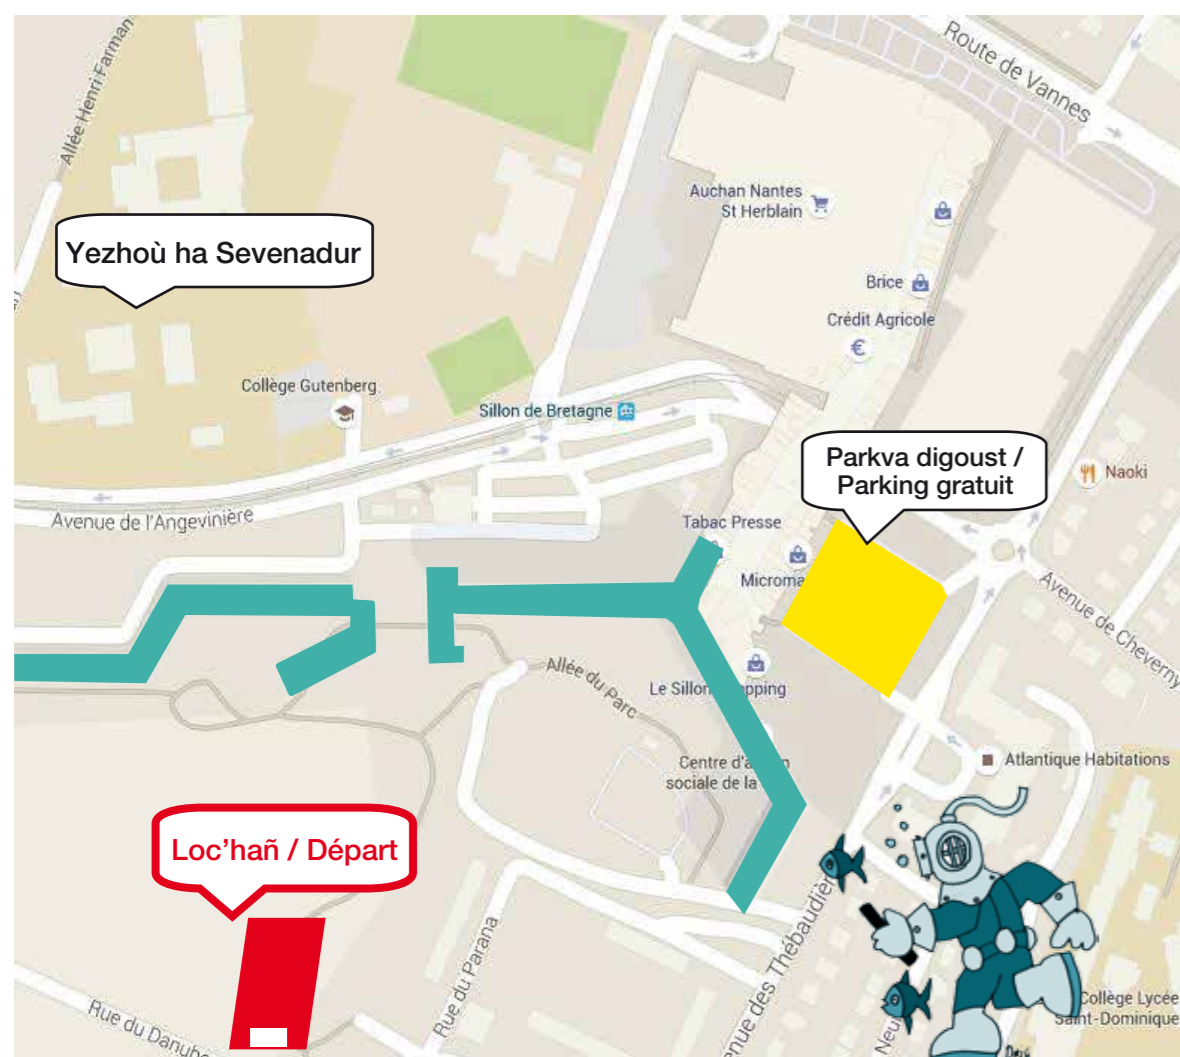 Allée Henri Farman
Route de Vannes
Auchan Nantes
St Herblain
Yezhoù ha Sevenadur
Brice
Crédit Agricole
€
Collège Gutenberg
Sillon de Bretagne
Parkva digoust /
Parking gratuit
Naoki
Avenue de l'Angevinière
Tabac Presse
Microma
Avenue de Cheverny
Allée du Parc
Le Sillon
pping
Centre d'a
n
sociale de la
Atlantique Habitations
Loc'hañ / Départ
Rue du Parana
Rue du Danube
nue des Thébaudièr
Neu
Collège Lycée
Saint-Dominique